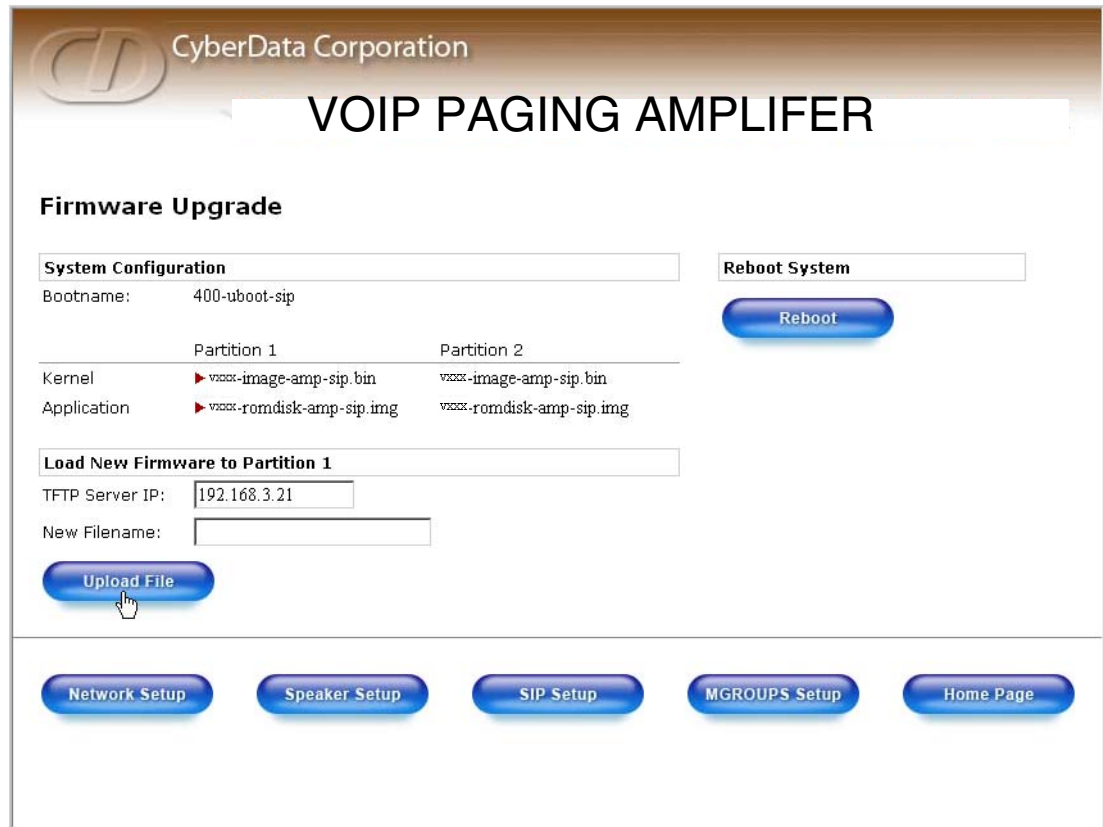 CyberData Corporation
VOIP PAGING AMPLIFER
Firmware Upgrade
System Configuration
Reboot System
Bootname: 400-uboot-sip
Reboot
Partition 1 Partition 2
Kernel vxxx-image-amp-sip.bin vxxx-image-amp-sip.bin
Application vxxx-romdisk-amp-sip.img vxxx-romdisk-amp-sip.img
Load New Firmware to Partition 1
TFTP Server IP: 192.168.3.21
New Filename:
Upload File
Network Setup Speaker Setup SIP Setup MGROUPS Setup Home Page